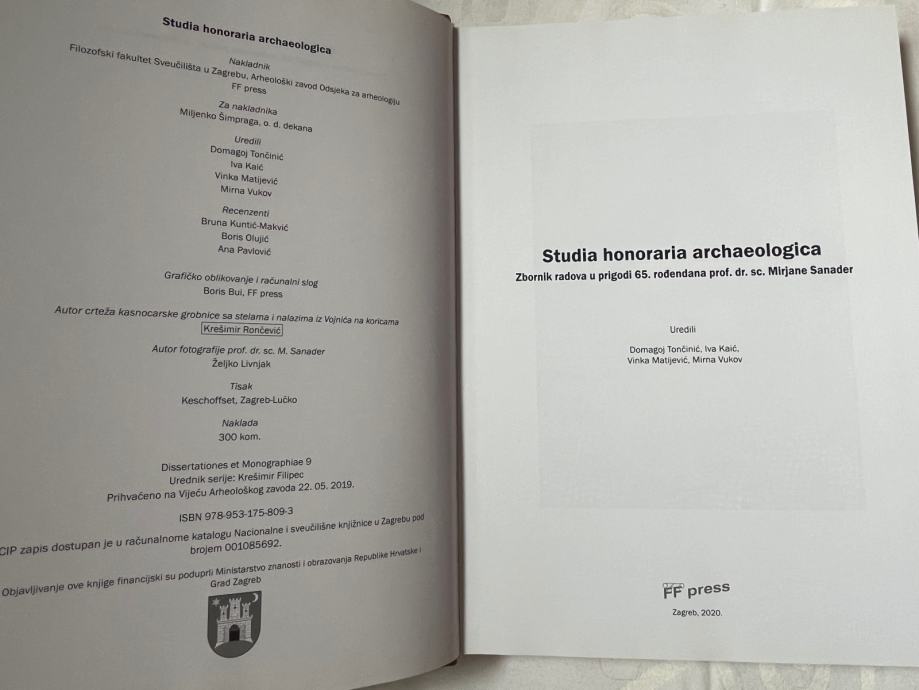 Studia honoraria archaeologica
Nakladnik
Filozofski fakultet Sveučilišta u Zagrebu, Arheološki zavod Odsjeka za arheologiju
FF press
Za nakladnika
Miljenko Šimpraga, o. d. dekana
Uredili
Domagoj Tončinić
Iva Kaić
Vinka Matijević
Mirna Vukov
Recenzenti
Bruna Kuntić-Makvić
Boris Olujić
Ana Pavlović
Grafičko oblikovanje i računalni slog
Boris Bui, FF press
Autor crteža kasnocarske grobnice sa stelama i nalazima iz Vojnića na koricama
Krešimir Rončević
Autor fotografije prof. dr. sc. M. Sanader
Željko Livnjak
Tisak
Keschoffset, Zagreb-Lučko
Naklada
300 kom.
Dissertationes et Monographiae 9
Urednik serije: Krešimir Filipec
Prihvaćeno na Vijeću Arheološkog zavoda 22. 05. 2019.
ISBN 978-953-175-809-3
CIP zapis dostupan je u računalnome katalogu Nacionalne i sveučilišne knjižnice u Zagrebu pod
brojem 001085692.
Objavljivanje ove knjige financijski su poduprli Ministarstvo znanosti i obrazovanja Republike Hrvatske i
Grad Zagreb
Studia honoraria archaeologica
Zbornik radova u prigodi 65. rođendana prof. dr. sc. Mirjane Sanader
Uredili
Domagoj Tončinić, Iva Kaić,
Vinka Matijević, Mirna Vukov
FF press
Zagreb, 2020.